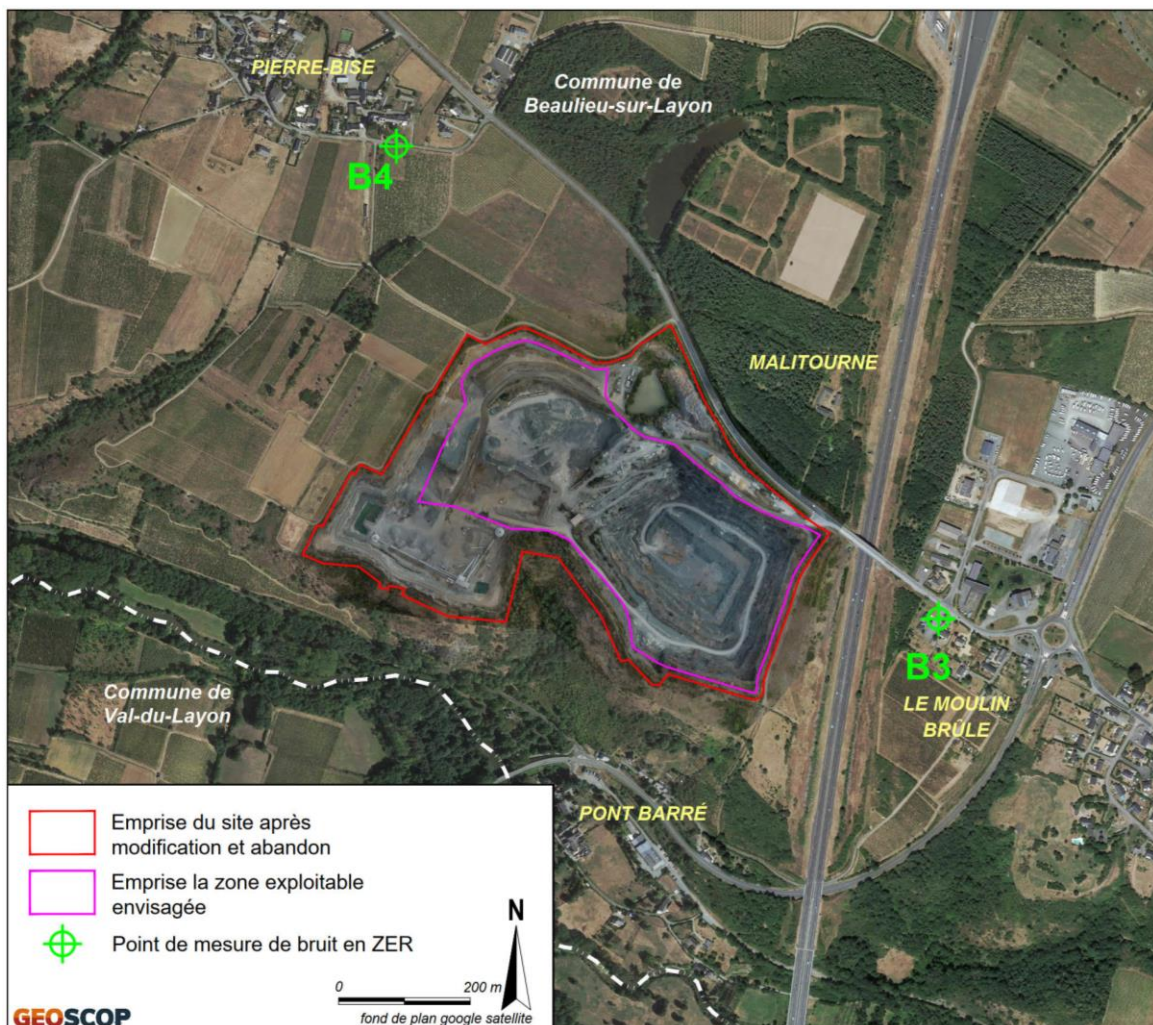 PIERRE-BISE
Commune de
Beaulieu-sur-Layon
B4
MALITOURNE
B3
LE MOULIN
BRÛLE
Commune de
Val-du-Layon
PONT BARRÉ
Emprise du site après
modification et abandon
Emprise la zone exploitable
envisagée
Point de mesure de bruit en ZER
N
0 200 m
fond de plan google satellite
GEOSCOP